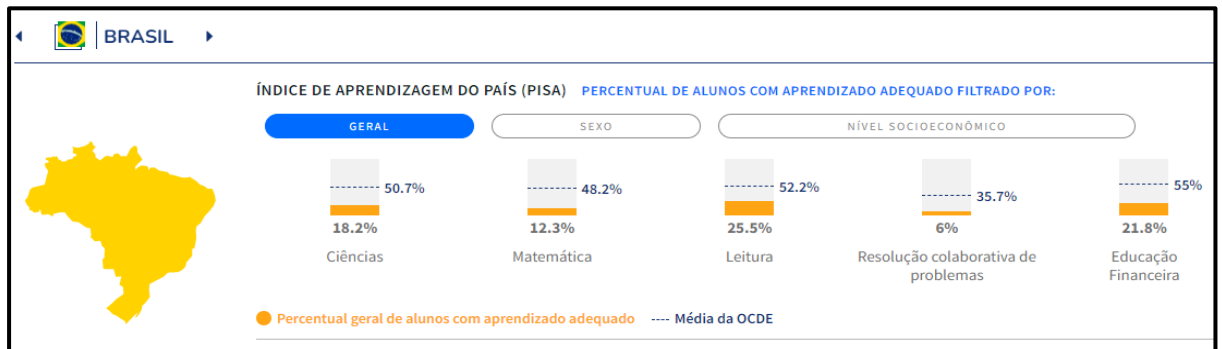 BRASIL
ÍNDICE DE APRENDIZAGEM DO PAÍS (PISA) PERCENTUAL DE ALUNOS COM APRENDIZADO ADEQUADO FILTRADO POR:
GERAL SEXO NÍVEL SOCIOECONÔMICO
50.7% 48.2% 52.2% 35.7% 55%
18.2% 12.3% 25.5% 6% 21.8%
Ciências Matemática Leitura Resolução colaborativa de problemas Educação Financeira
Percentual geral de alunos com aprendizado adequado ---- Média da OCDE